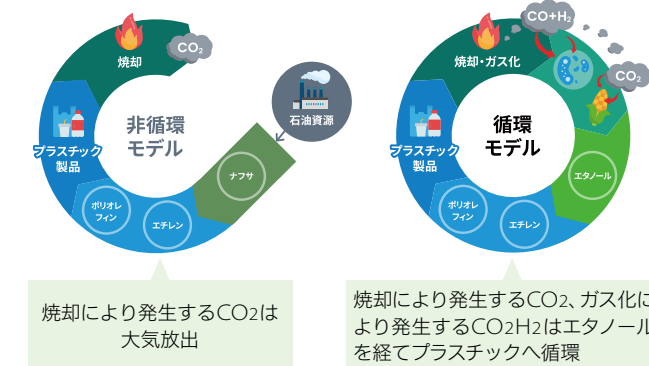 焼却
CO₂
プラスチック
製品
ポリオレ
フィン
エチレン
ナフサ
石油資源
非循環
モデル
焼却により発生するCO2は
大気放出
CO+H₂
焼却・ガス化
CO₂
プラスチック
製品
ポリオレ
フィン
エチレン
エタノール
循環
モデル
焼却により発生するCO2、ガス化に
より発生するCO2H2はエタノール
を経てプラスチックへ循環